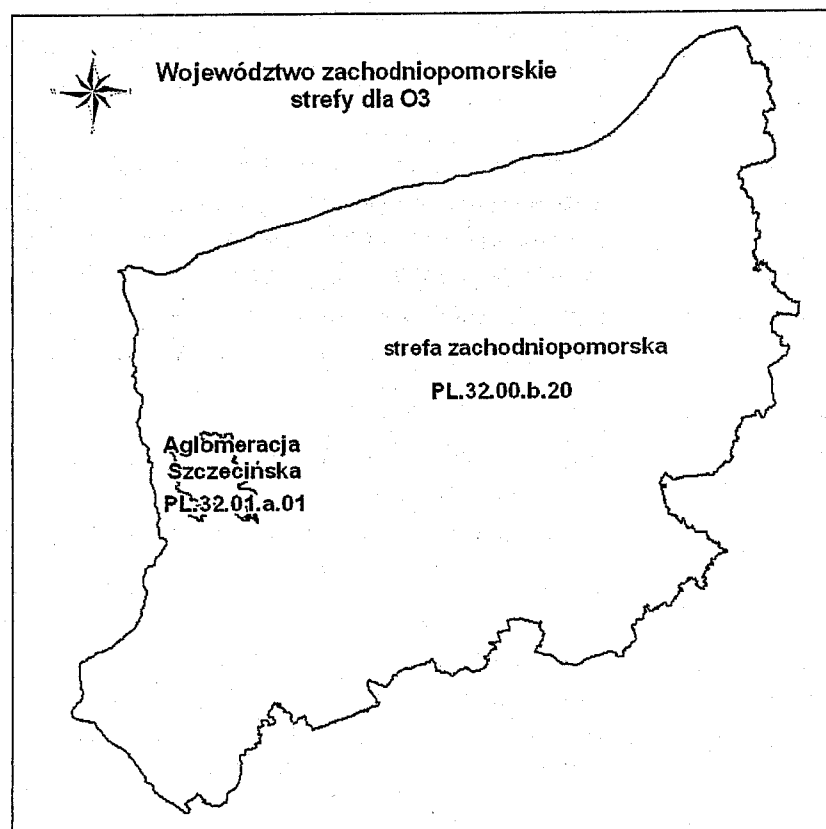 Województwo zachodniopomorskie
strefy dla O3
strefa zachodniopomorska
PL.32.00.b.20
Aglomeracja
Szczecińska
PL.32.01.a.01